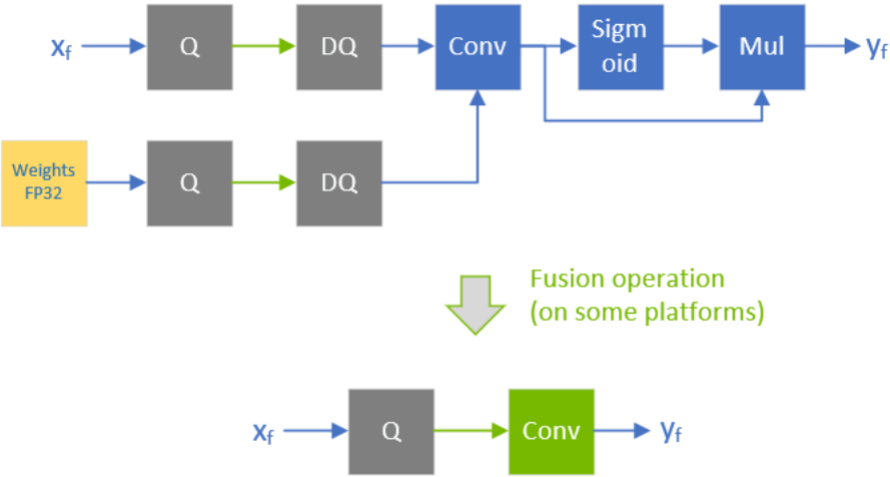 xf
Q
DQ
Conv
Sigm
oid
Mul
yf
Weights
FP32
Q
DQ
Fusion operation
(on some platforms)
xf
Q
Conv
yf